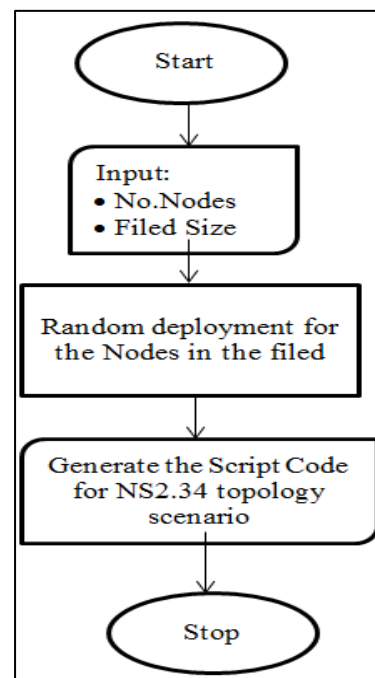 Start
Input:
• No.Nodes
• Filed Size
Random deployment for
the Nodes in the filed
Generate the Script Code
for NS2.34 topology
scenario
Stop